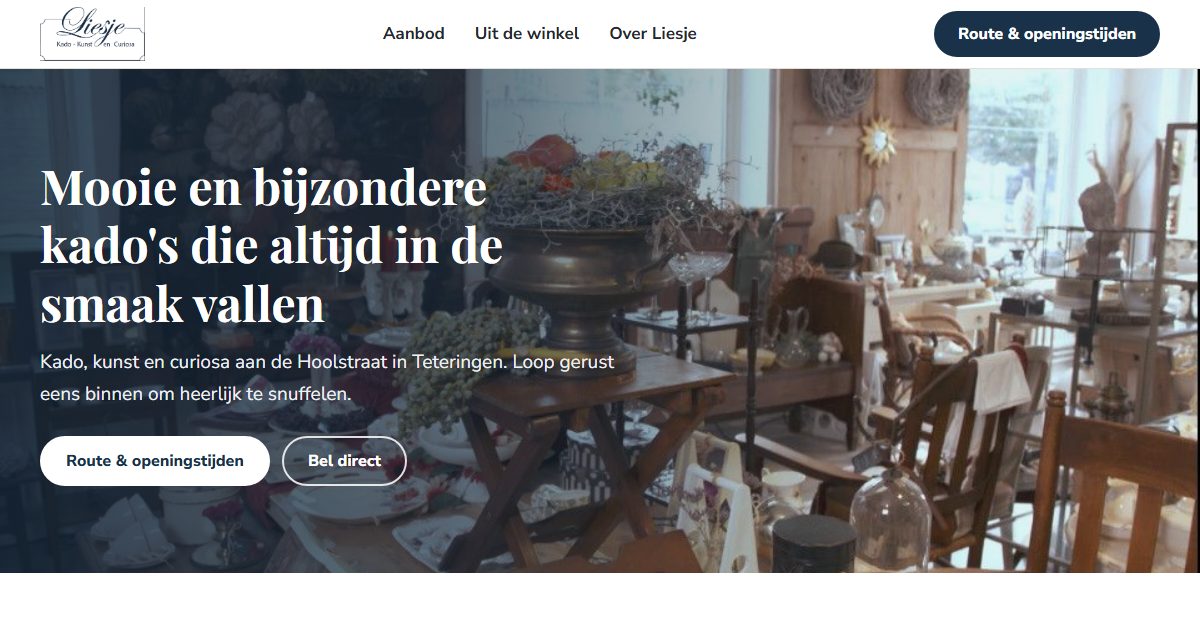 Liesje
Kado - Kunst en Curiosa
Aanbod
Uit de winkel
Over Liesje
Route & openingstijden
Mooie en bijzondere
kado's die altijd in de
smaak vallen
Kado, kunst en curiosa aan de Hoolstraat in Teteringen. Loop gerust
eens binnen om heerlijk te snuffelen.
Route & openingstijden
Bel direct